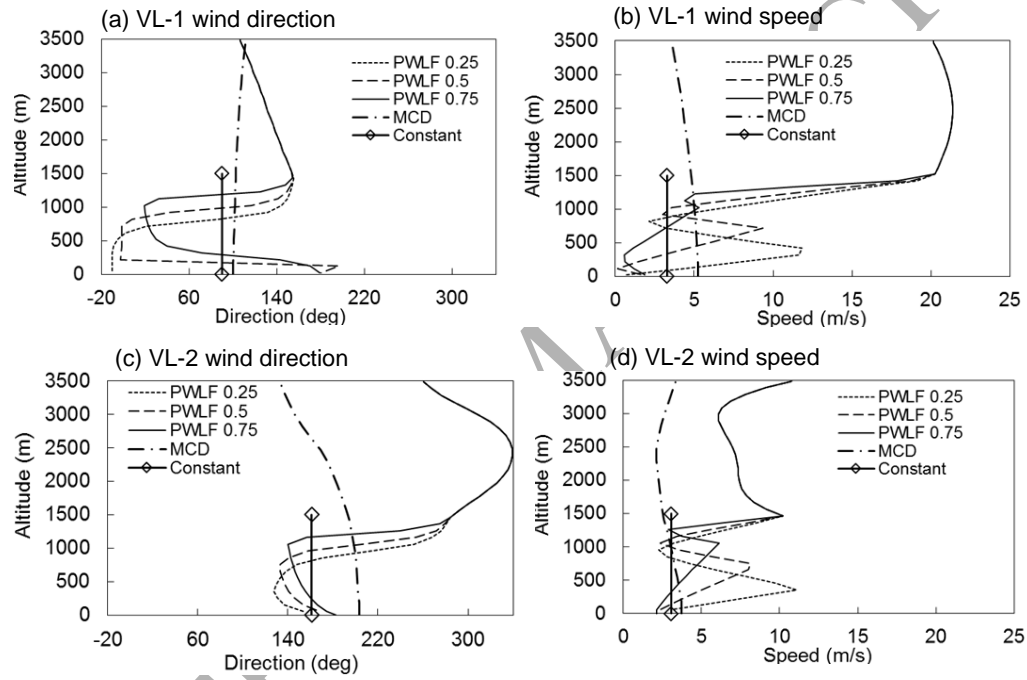 (a) VL-1 wind direction
3500
3000
2500
2000
1500
1000
500
0
Altitude (m)
PWLF 0.25
PWLF 0.5
PWLF 0.75
MCD
Constant
-20 60 140 220 300
Direction (deg)
(b) VL-1 wind speed
3500
3000
2500
2000
1500
1000
500
0
Altitude (m)
PWLF 0.25
PWLF 0.5
PWLF 0.75
MCD
Constant
0 5 10 15 20 25
Speed (m/s)
(c) VL-2 wind direction
3500
3000
2500
2000
1500
1000
500
0
Altitude (m)
PWLF 0.25
PWLF 0.5
PWLF 0.75
MCD
Constant
-20 60 140 220 300
Direction (deg)
(d) VL-2 wind speed
3500
3000
2500
2000
1500
1000
500
0
Altitude (m)
PWLF 0.25
PWLF 0.5
PWLF 0.75
MCD
Constant
0 5 10 15 20 25
Speed (m/s)